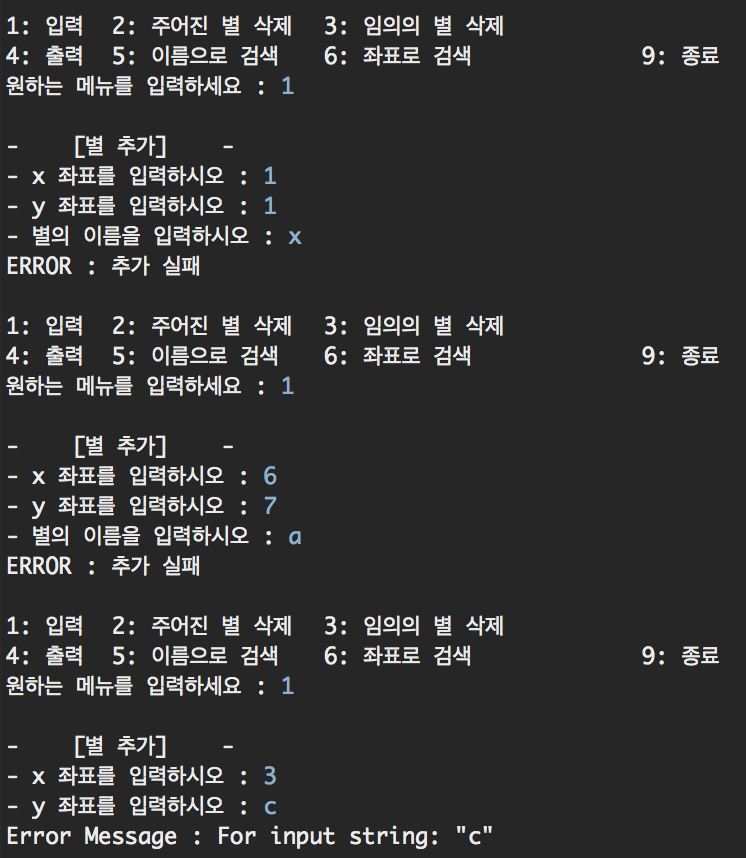 1: 입력  2: 주어진 별 삭제  3: 임의의 별 삭제
4: 출력  5: 이름으로 검색   6: 좌표로 검색           9: 종료
원하는 메뉴를 입력하세요 : 1
-    [별 추가]    -
- x 좌표를 입력하시오 : 1
- y 좌표를 입력하시오 : 1
- 별의 이름을 입력하시오 : x
ERROR : 추가 실패
1: 입력  2: 주어진 별 삭제  3: 임의의 별 삭제
4: 출력  5: 이름으로 검색   6: 좌표로 검색           9: 종료
원하는 메뉴를 입력하세요 : 1
-    [별 추가]    -
- x 좌표를 입력하시오 : 6
- y 좌표를 입력하시오 : 7
- 별의 이름을 입력하시오 : a
ERROR : 추가 실패
1: 입력  2: 주어진 별 삭제  3: 임의의 별 삭제
4: 출력  5: 이름으로 검색   6: 좌표로 검색           9: 종료
원하는 메뉴를 입력하세요 : 1
-    [별 추가]    -
- x 좌표를 입력하시오 : 3
- y 좌표를 입력하시오 : c
Error Message : For input string: "c"